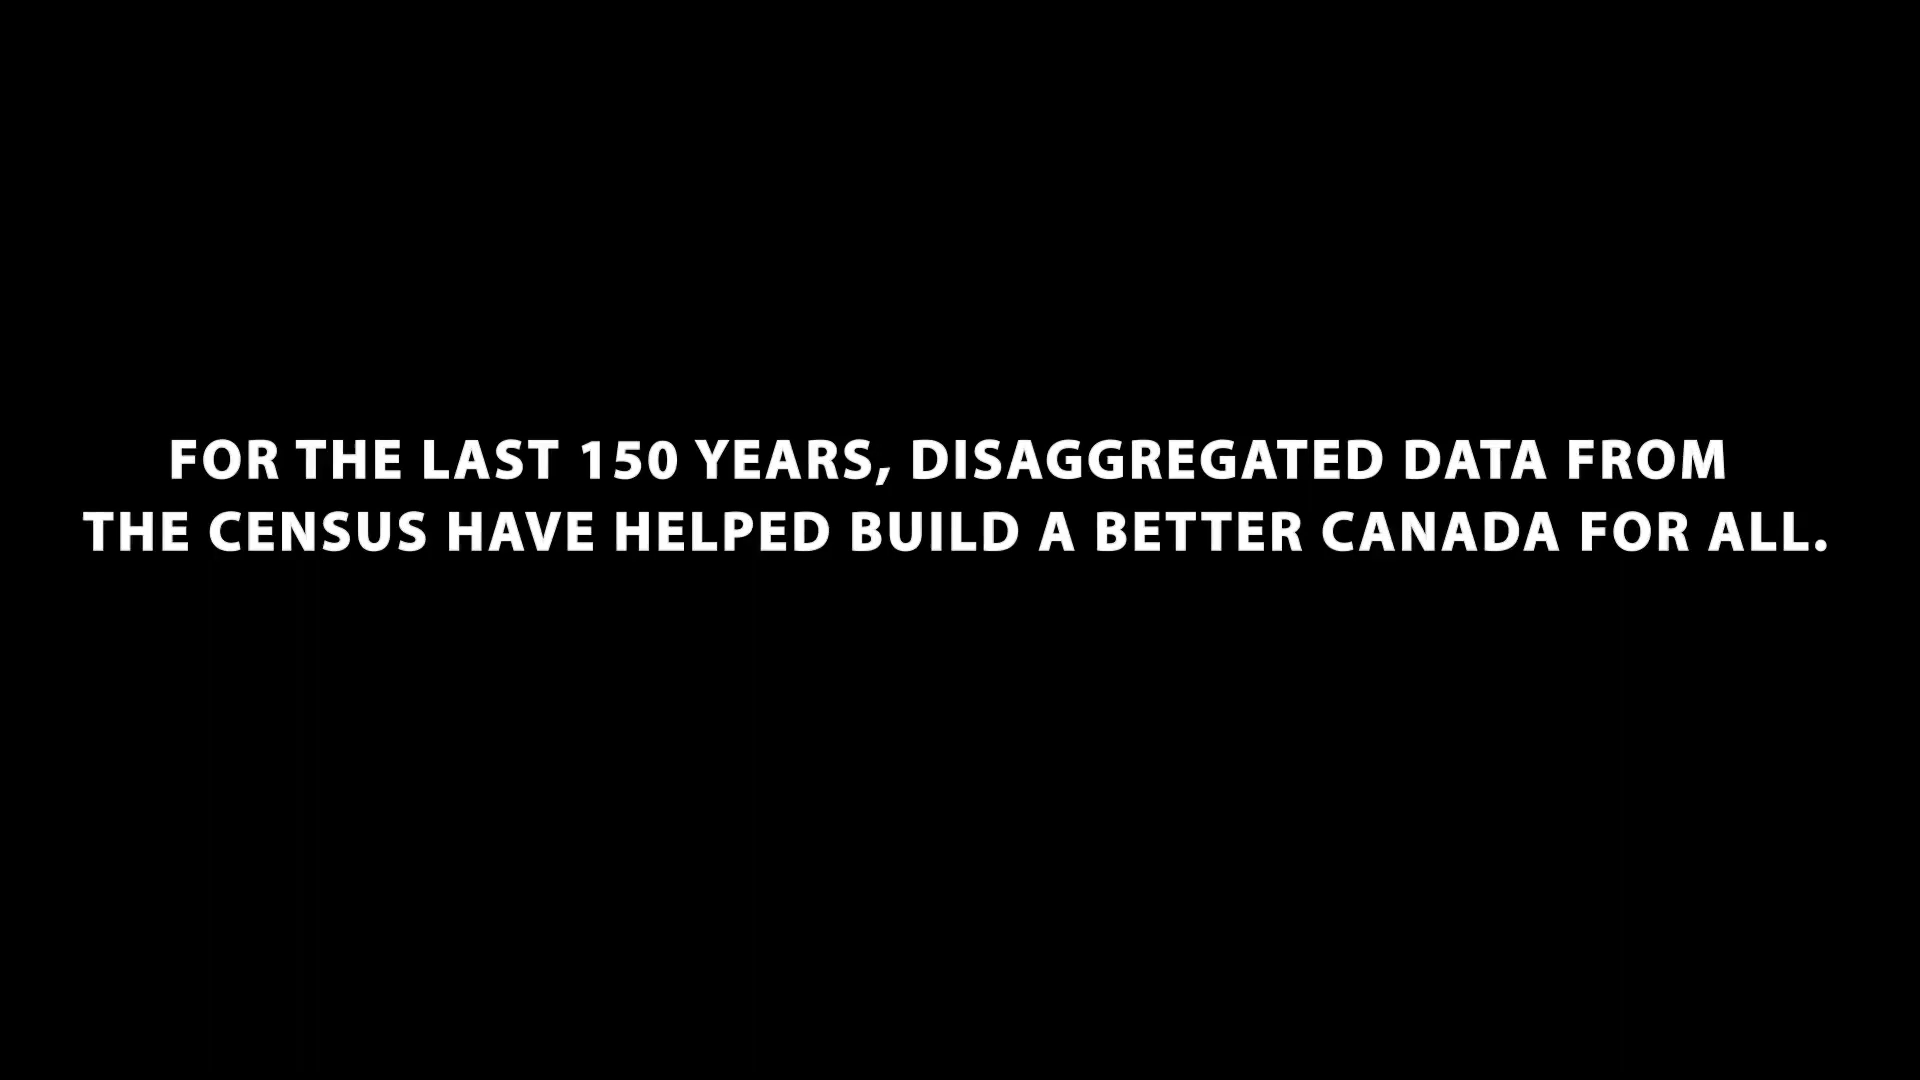 FOR THE LAST 150 YEARS, DISAGGREGATED DATA FROM
THE CENSUS HAVE HELPED BUILD A BETTER CANADA FOR ALL.